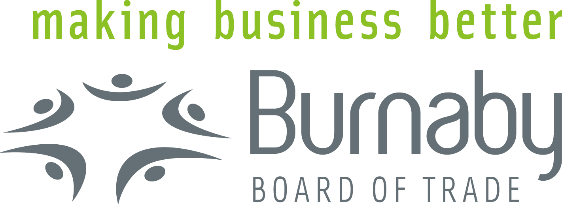 making business better
Burnaby
BOARD OF TRADE